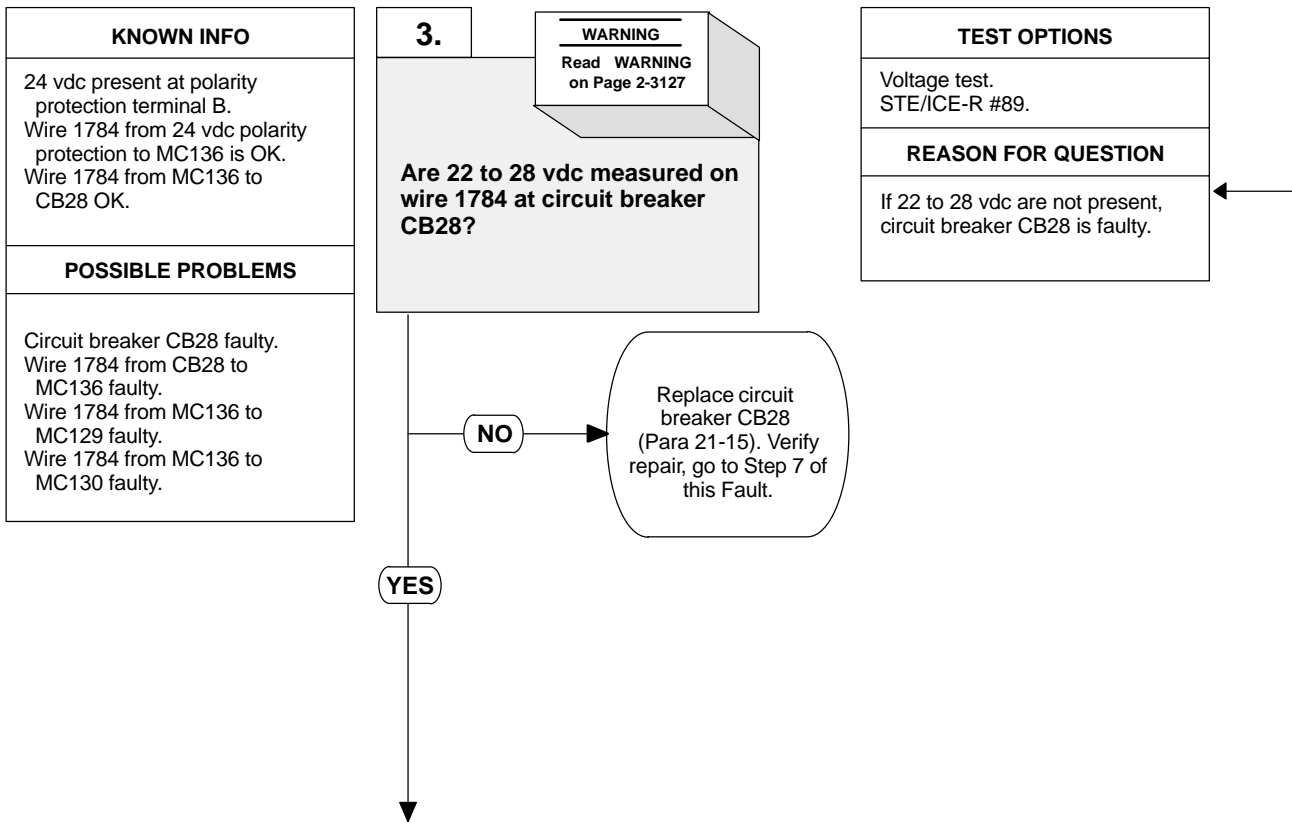 KNOWN INFO
24 vdc present at polarity
protection terminal B.
Wire 1784 from 24 vdc polarity
protection to MC136 is OK.
Wire 1784 from MC136 to
CB28 OK.
POSSIBLE PROBLEMS
Circuit breaker CB28 faulty.
Wire 1784 from CB28 to
MC136 faulty.
Wire 1784 from MC136 to
MC129 faulty.
Wire 1784 from MC136 to
MC130 faulty.
3.
WARNING
Read WARNING
on Page 2-3127
Are 22 to 28 vdc measured on
wire 1784 at circuit breaker
CB28?
TEST OPTIONS
Voltage test.
STE/ICE-R #89.
REASON FOR QUESTION
If 22 to 28 vdc are not present,
circuit breaker CB28 is faulty.
NO
Replace circuit
breaker CB28
(Para 21-15). Verify
repair, go to Step 7 of
this Fault.
YES